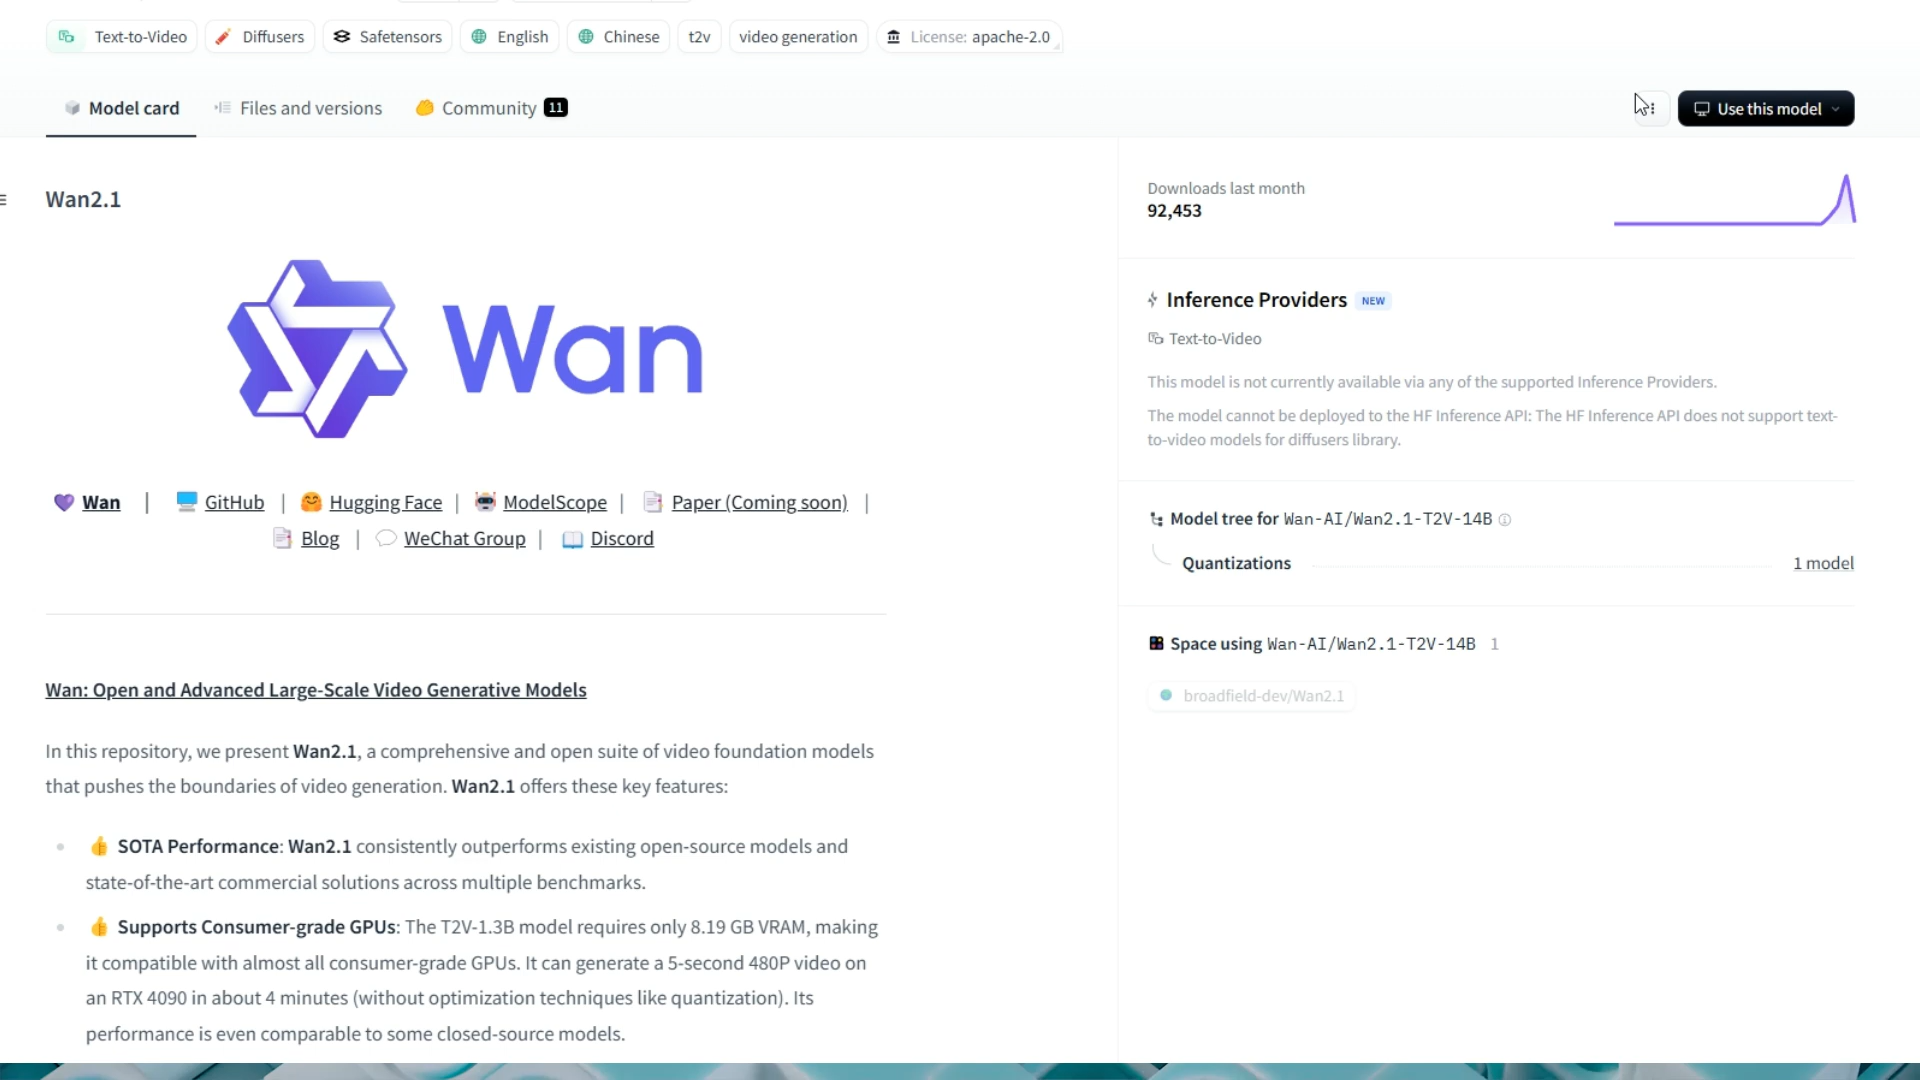 Text-to-Video Diffusers Safetensors English Chinese t2v video generation License: apache-2.0
Model card Files and versions Community 11
Use this model
Wan2.1
Wan
Wan | GitHub | Hugging Face | ModelScope | Paper (Coming soon) |
Blog | WeChat Group | Discord
Wan: Open and Advanced Large-Scale Video Generative Models
In this repository, we present Wan2.1, a comprehensive and open suite of video foundation models
that pushes the boundaries of video generation. Wan2.1 offers these key features:
• 👍 SOTA Performance: Wan2.1 consistently outperforms existing open-source models and
state-of-the-art commercial solutions across multiple benchmarks.
• 👍 Supports Consumer-grade GPUs: The T2V-1.3B model requires only 8.19 GB VRAM, making
it compatible with almost all consumer-grade GPUs. It can generate a 5-second 480P video on
an RTX 4090 in about 4 minutes (without optimization techniques like quantization). Its
performance is even comparable to some closed-source models.
Downloads last month
92,453
Inference Providers NEW
Text-to-Video
This model is not currently available via any of the supported Inference Providers.
The model cannot be deployed to the HF Inference API: The HF Inference API does not support text-
to-video models for diffusers library.
Model tree for Wan-AI/Wan2.1-T2V-14B
Quantizations 1 model
Space using Wan-AI/Wan2.1-T2V-14B 1
broadfield-dev/Wan2.1